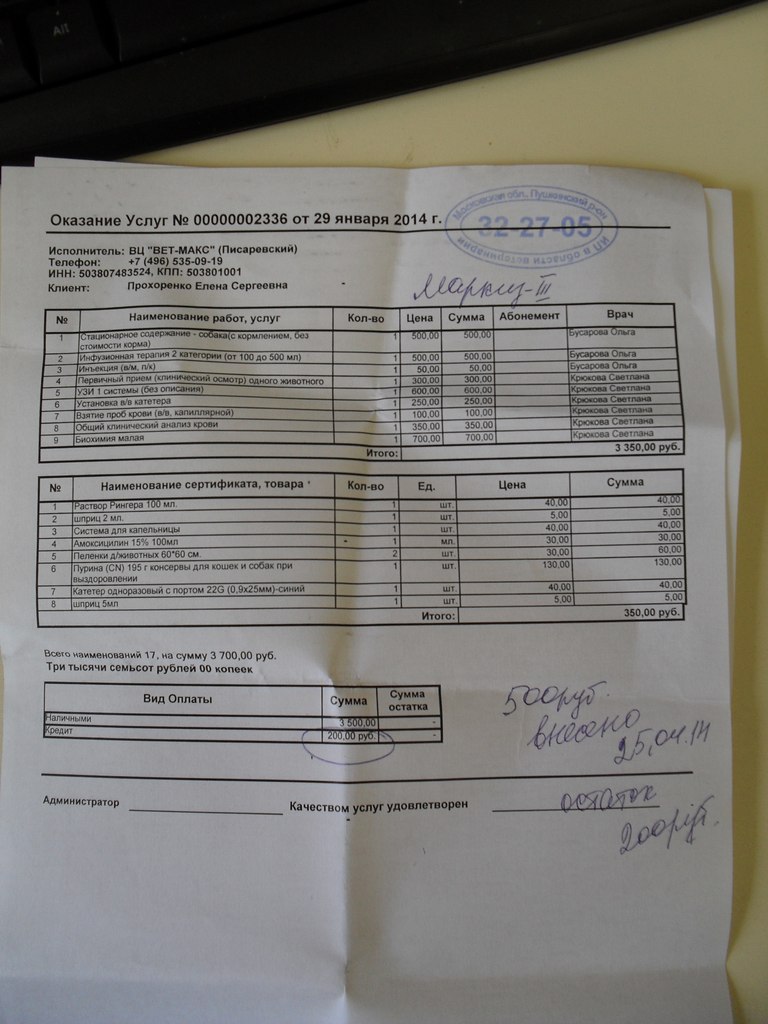 All
Оказание Услуг № 00000002336 от 29 января 2014 г.
Московская обл. Пушкинский р-он
32-27-05
ИП в области ветеринарии
Исполнитель: ВЦ "ВЕТ-МАКС" (Писаревский)
Телефон: +7 (496) 535-09-19
ИНН: 503807483524, КПП: 503801001
Клиент: Прохоренко Елена Сергеевна
Маркиз-III
№ Наименование работ, услуг Кол-во Цена Сумма Абонемент Врач
1 Стационарное содержание - собака(с кормлением, без стоимости корма) 1 500,00 500,00 Бусарова Ольга
2 Инфузионная терапия 2 категории (от 100 до 500 мл) 1 500,00 500,00 Бусарова Ольга
3 Инъекция (в/м, п/к) 1 50,00 50,00 Бусарова Ольга
4 Первичный прием (клинический осмотр) одного животного 1 300,00 300,00 Крюкова Светлана
5 УЗИ 1 системы (без описания) 1 600,00 600,00 Крюкова Светлана
6 Установка в/в катетера 1 250,00 250,00 Крюкова Светлана
7 Взятие проб крови (в/в, капиллярной) 1 100,00 100,00 Крюкова Светлана
8 Общий клинический анализ крови 1 350,00 350,00 Крюкова Светлана
9 Биохимия малая 1 700,00 700,00 Крюкова Светлана
Итого: 3 350,00 руб.
№ Наименование сертификата, товара Кол-во Ед. Цена Сумма
1 Раствор Рингера 100 мл. 1 шт. 40,00 40,00
2 шприц 2 мл. 1 шт. 5,00 5,00
3 Система для капельницы 1 шт. 40,00 40,00
4 Амоксицилин 15% 100мл 1 мл. 30,00 30,00
5 Пеленки д/животных 60*60 см. 2 шт. 30,00 60,00
6 Пурина (CN) 195 г консервы для кошек и собак при выздоровлении 1 шт. 130,00 130,00
7 Катетер одноразовый с портом 22G (0,9х25мм)-синий 1 шт. 40,00 40,00
8 шприц 5мл 1 шт. 5,00 5,00
Итого: 350,00 руб.
Всего наименований 17, на сумму 3 700,00 руб.
Три тысячи семьсот рублей 00 копеек
Вид Оплаты Сумма Сумма остатка
Наличными 3 500,00 -
Кредит 200,00 руб. -
500руб.
внесено
25,04.14
Администратор Качеством услуг удовлетворен
остаток
200руб.